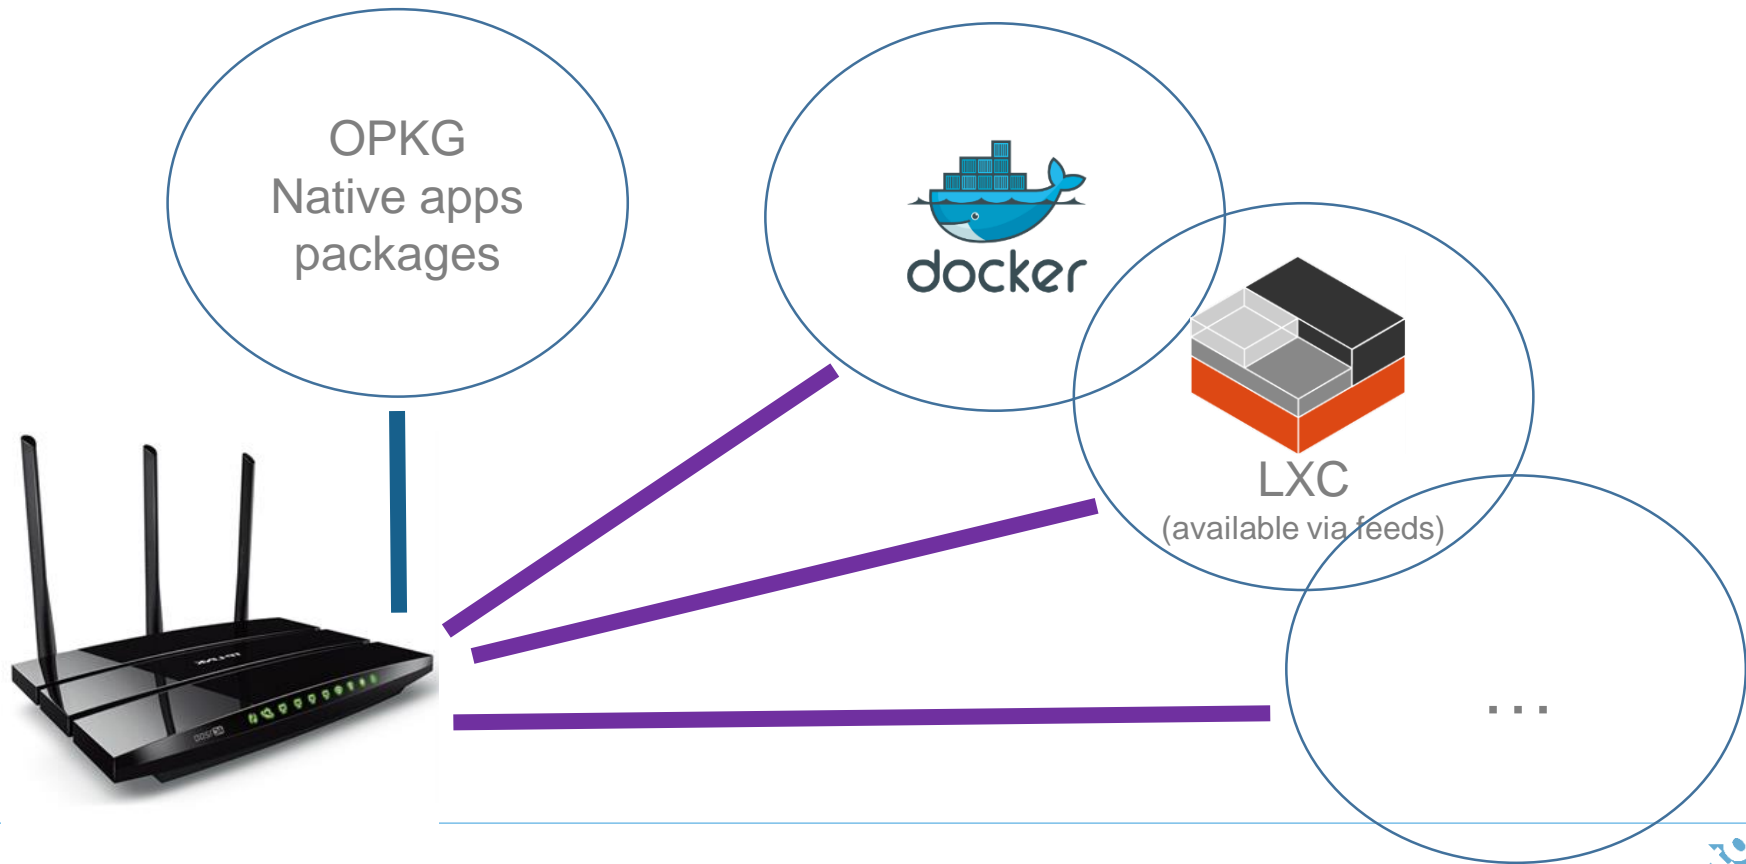 OPKG
Native apps
packages
docker
LXC
(available via feeds)
...